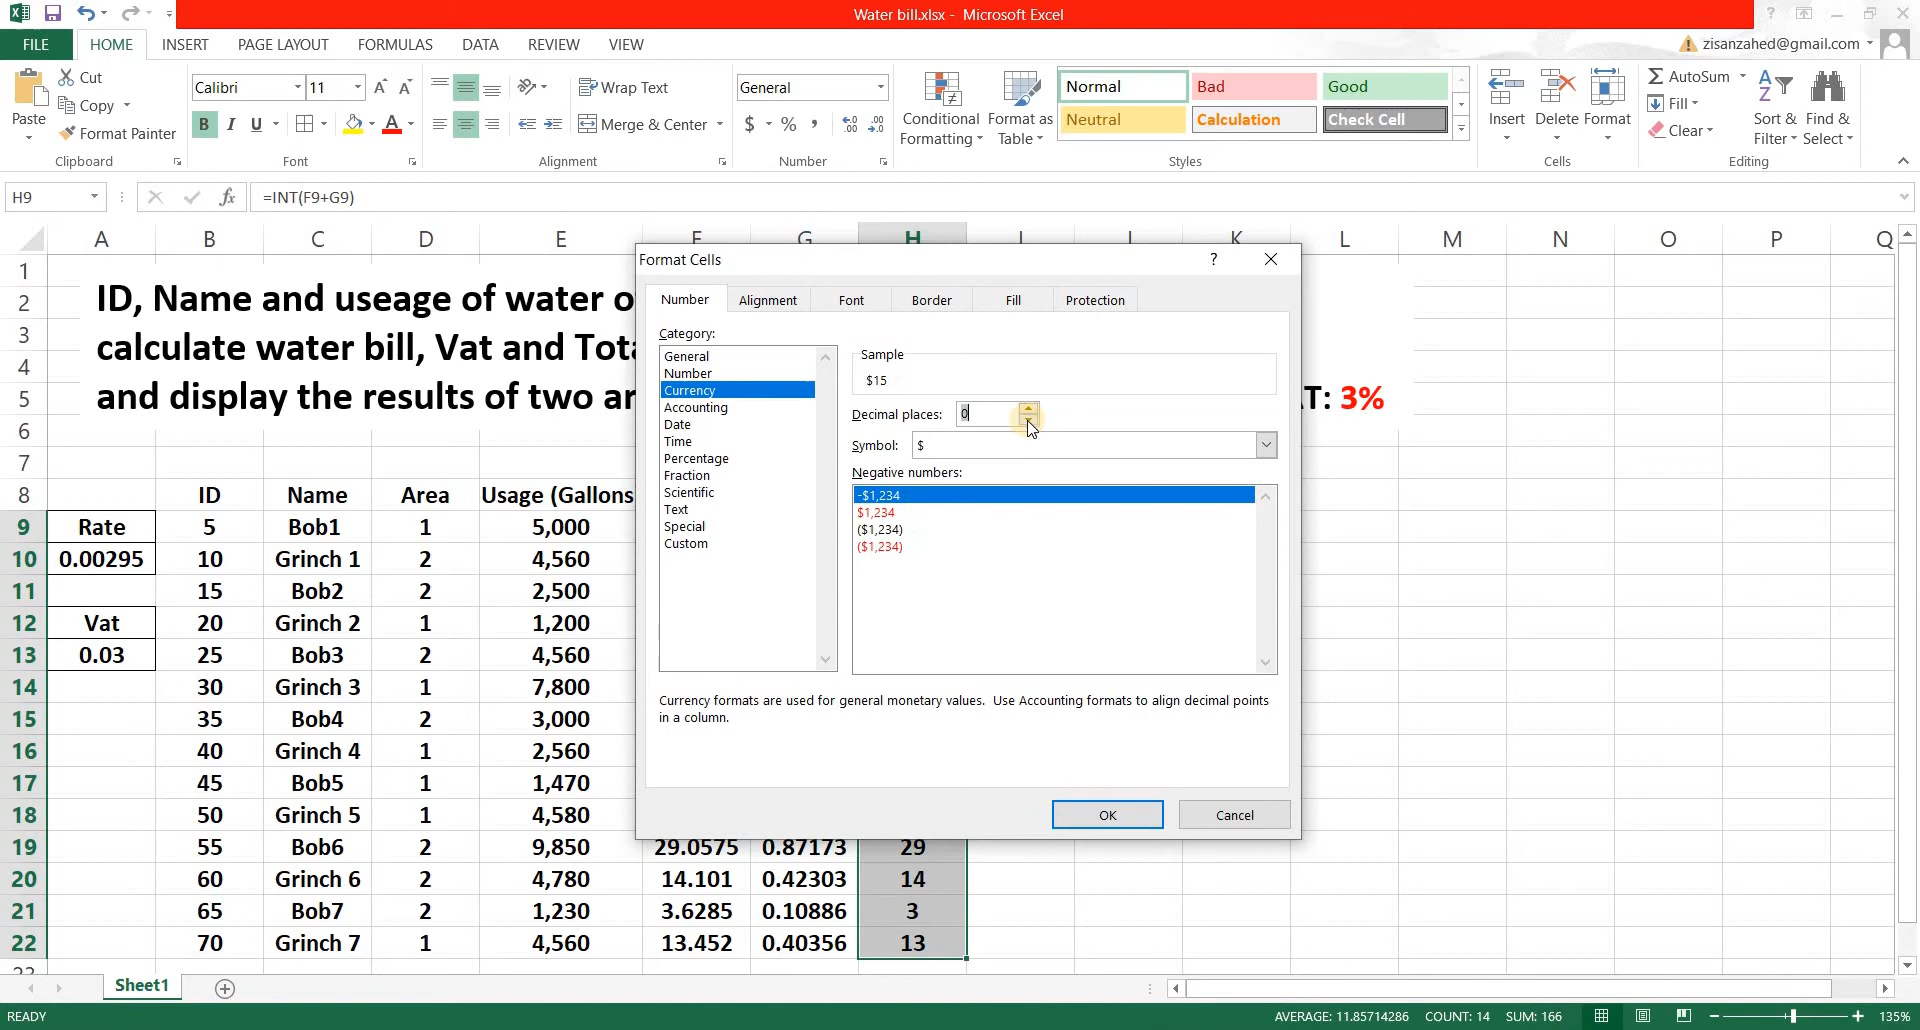 Water bill.xlsx - Microsoft Excel
FILE HOME INSERT PAGE LAYOUT FORMULAS DATA REVIEW VIEW
zisanzahed@gmail.com
Paste
Cut
Copy
Format Painter
Clipboard
Calibri 11
B I U
Font
Wrap Text
Merge & Center
Alignment
General
$ % ,
Number
Conditional Formatting
Format as Table
Normal Bad Good
Neutral Calculation Check Cell
Styles
Insert Delete Format
Cells
AutoSum
Fill
Clear
Sort & Filter
Find & Select
Editing
H9 fx =INT(F9+G9)
A B C D E F G H I J K L M N O P Q
1
2 ID, Name and useage of water o
3 calculate water bill, Vat and Tota
4
5 and display the results of two ar T: 3%
6
7
8 ID Name Area Usage (Gallons
9 Rate 5 Bob1 1 5,000
10 0.00295 10 Grinch 1 2 4,560
11 15 Bob2 2 2,500
12 Vat 20 Grinch 2 1 1,200
13 0.03 25 Bob3 2 4,560
14 30 Grinch 3 1 7,800
15 35 Bob4 2 3,000
16 40 Grinch 4 1 2,560
17 45 Bob5 1 1,470
18 50 Grinch 5 1 4,580
19 55 Bob6 2 9,850 29.0575 0.87173 29
20 60 Grinch 6 2 4,780 14.101 0.42303 14
21 65 Bob7 2 1,230 3.6285 0.10886 3
22 70 Grinch 7 1 4,560 13.452 0.40356 13
Format Cells ?
Number Alignment Font Border Fill Protection
Category:
General
Number
Currency
Accounting
Date
Time
Percentage
Fraction
Scientific
Text
Special
Custom
Sample
$15
Decimal places: 0
Symbol: $
Negative numbers:
-$1,234
$1,234
($1,234)
($1,234)
Currency formats are used for general monetary values. Use Accounting formats to align decimal points
in a column.
OK Cancel
Sheet1
READY AVERAGE: 11.85714286 COUNT: 14 SUM: 166 135%